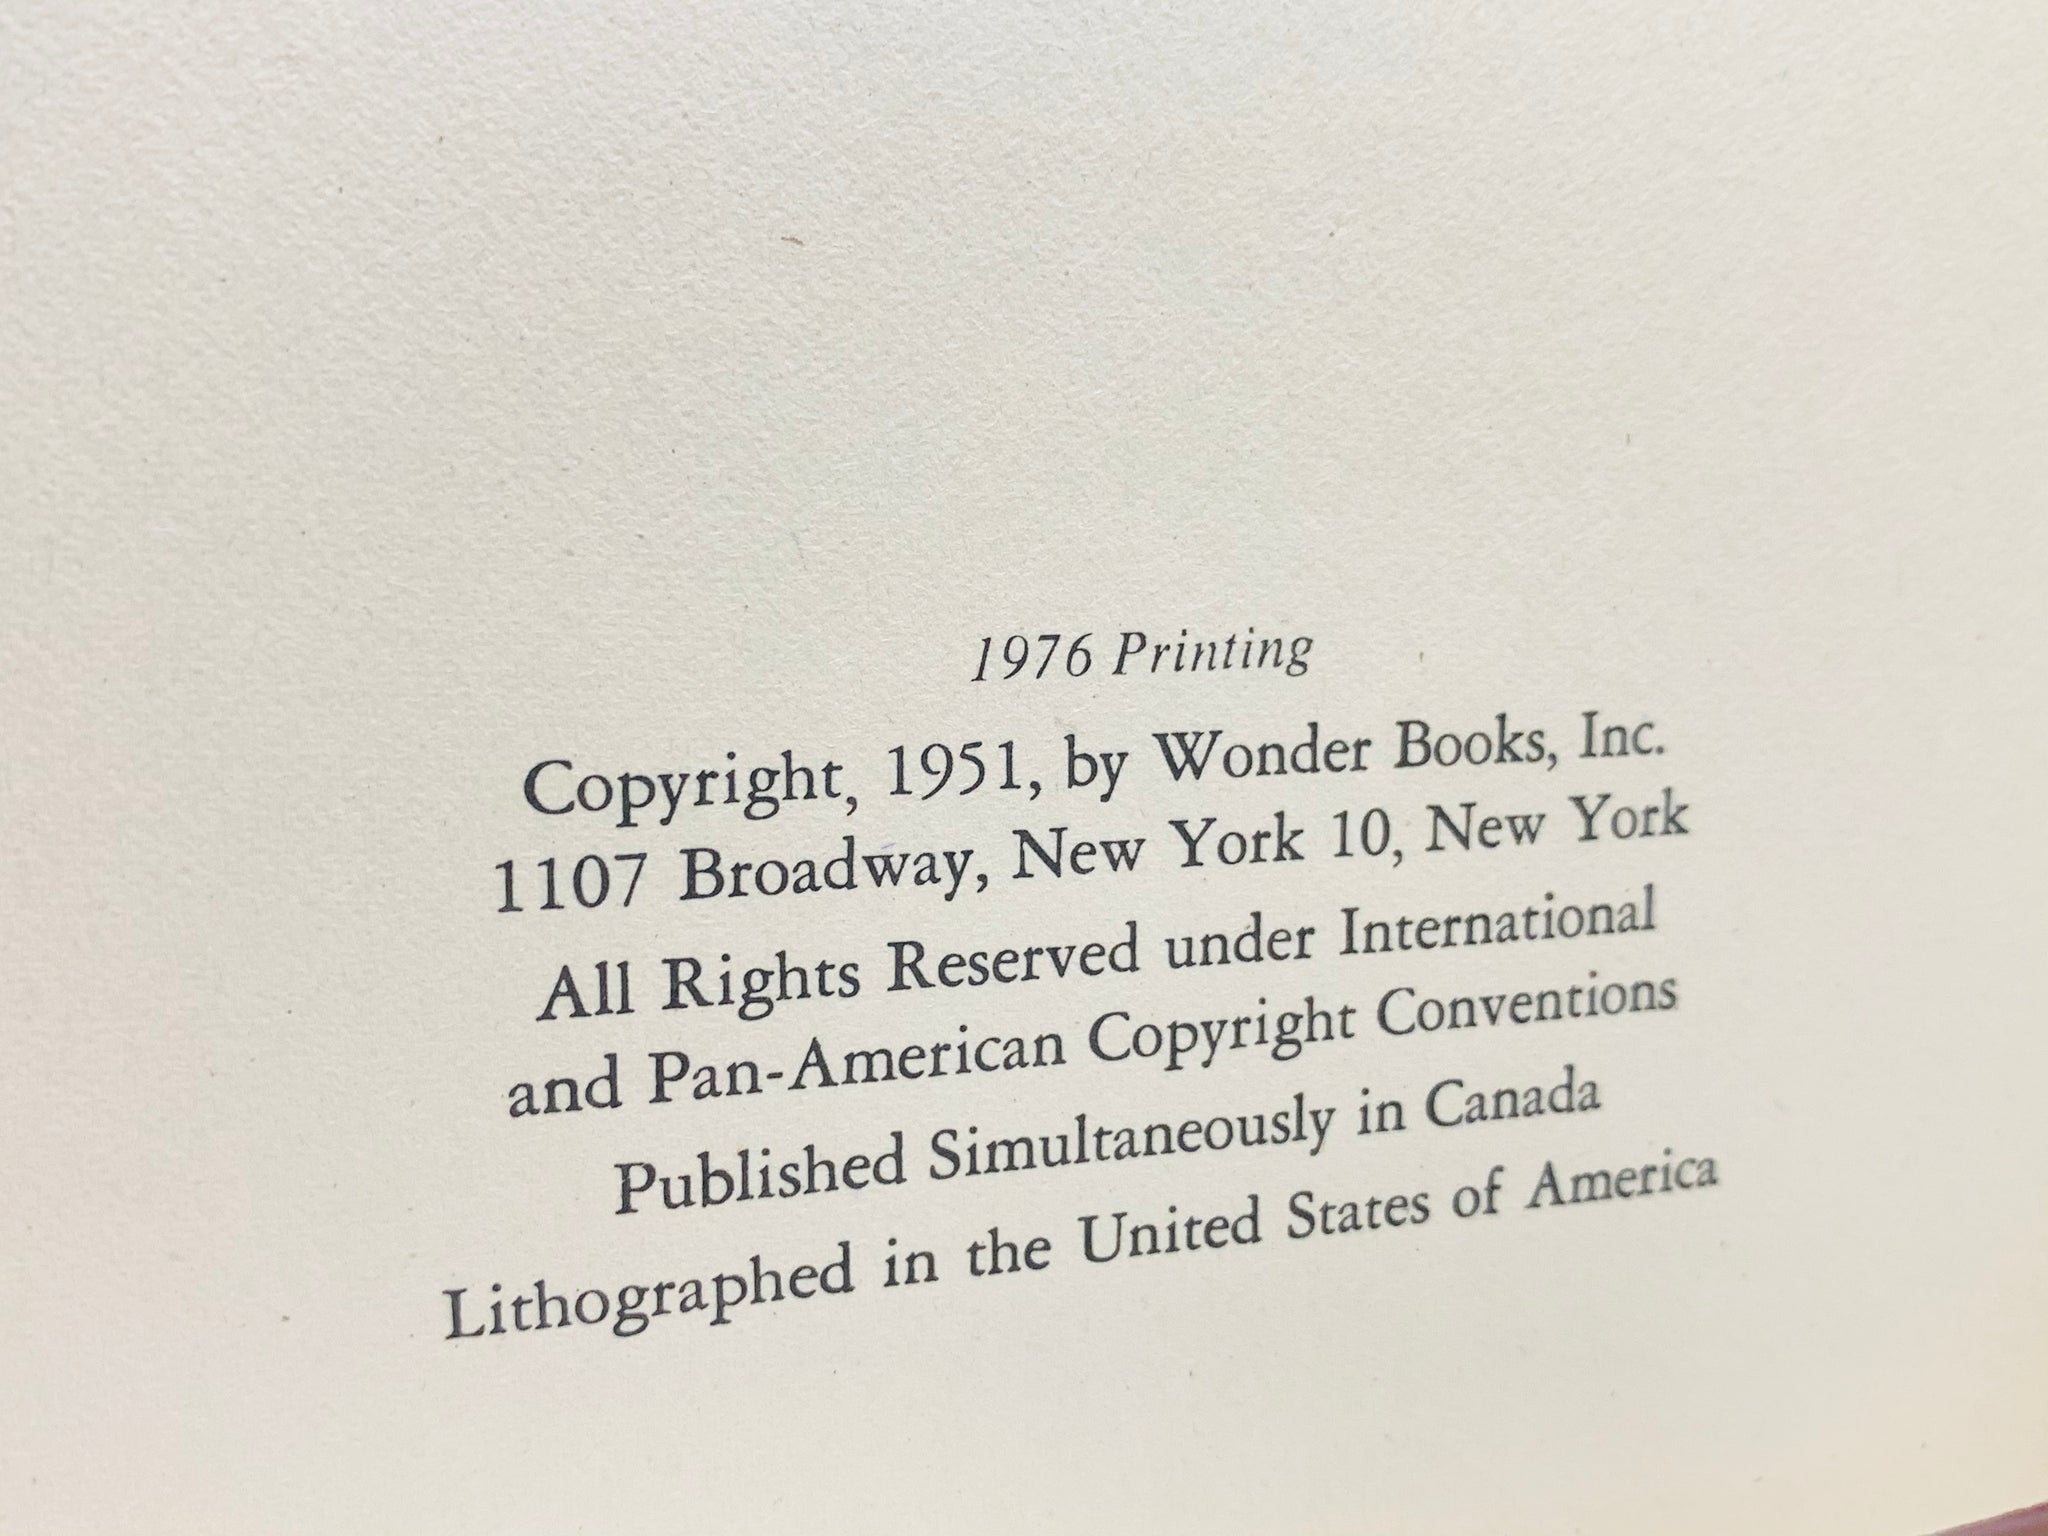 1976 Printing
Copyright, 1951, by Wonder Books, Inc.
1107 Broadway, New York 10, New York
All Rights Reserved under International
and Pan-American Copyright Conventions
Published Simultaneously in Canada
Lithographed in the United States of America